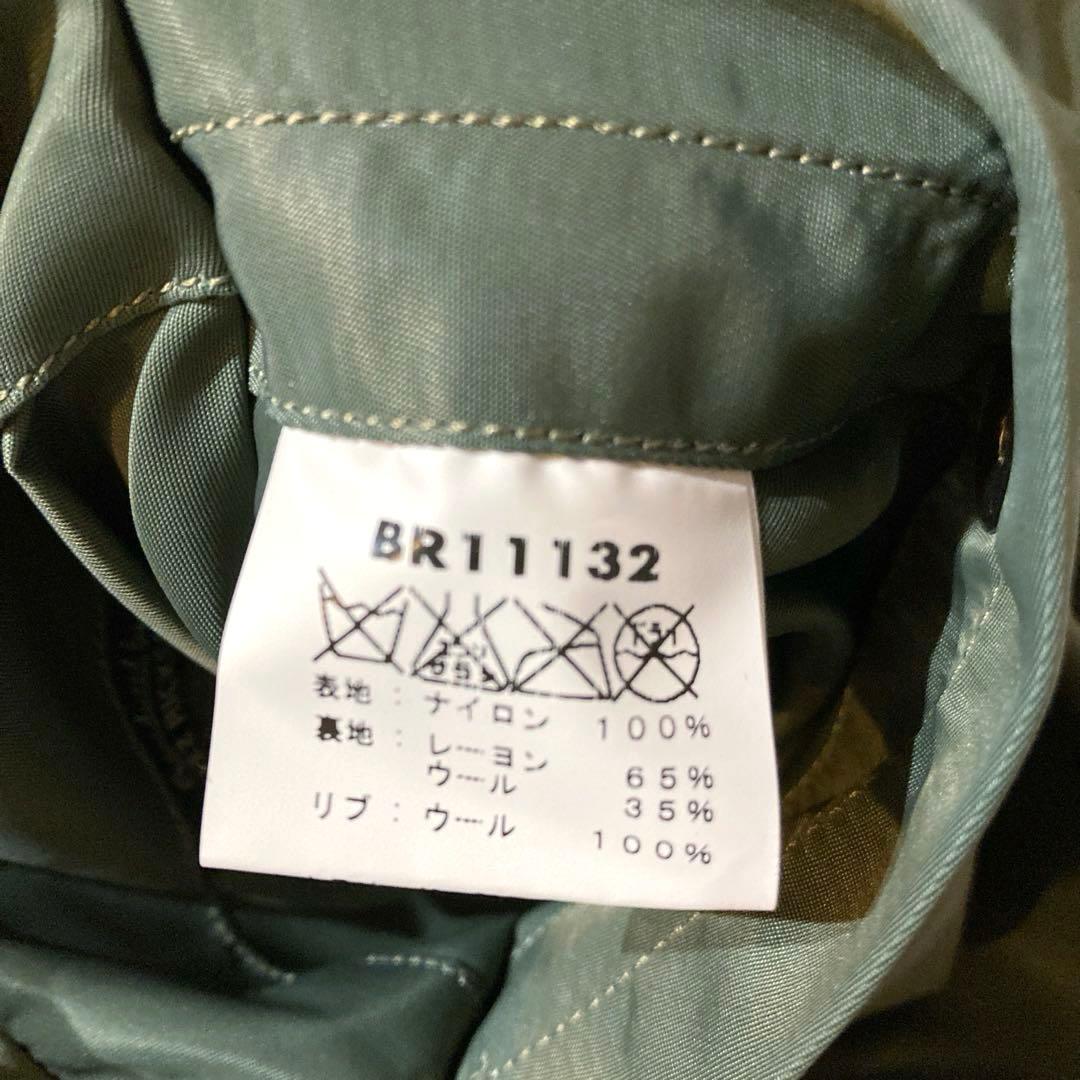 BR11132
表地：ナイロン 100%
裏地：レーヨン 65%
ウール 35%
リブ：ウール 100%